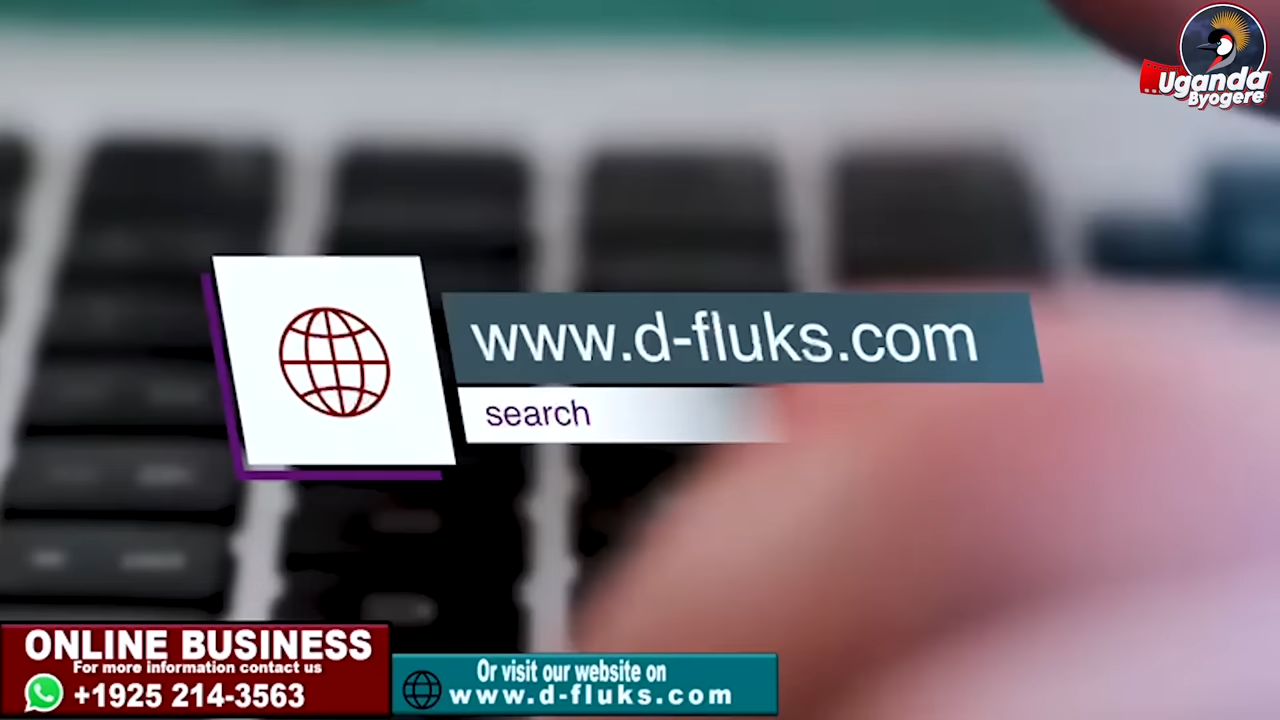 Uganda
Byogere
www.d-fluks.com
search
ONLINE BUSINESS
For more information contact us
+1925 214-3563
Or visit our website on
www.d-fluks.com